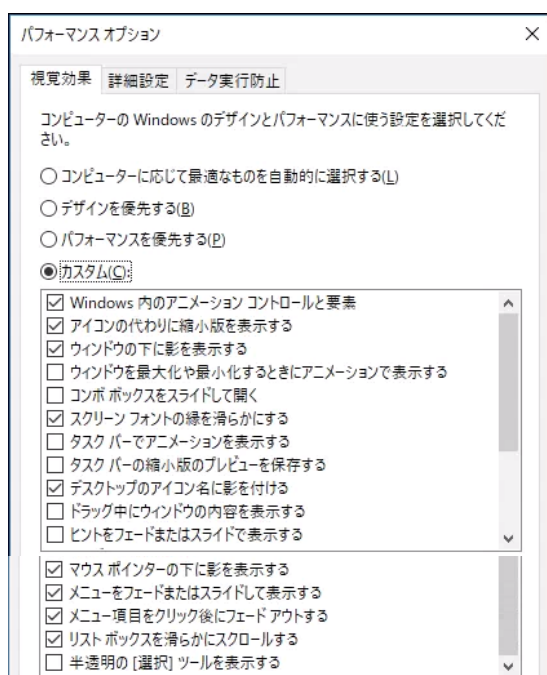 パフォーマンス オプション
視覚効果 詳細設定 データ実行防止
コンピューターの Windows のデザインとパフォーマンスに使う設定を選択してくだ
さい。
コンピューターに応じて最適なものを自動的に選択する(L)
デザインを優先する(B)
パフォーマンスを優先する(P)
カスタム(C):
Windows 内のアニメーション コントロールと要素
アイコンの代わりに縮小版を表示する
ウィンドウの下に影を表示する
ウィンドウを最大化や最小化するときにアニメーションで表示する
コンボ ボックスをスライドして開く
スクリーン フォントの縁を滑らかにする
タスク バーでアニメーションを表示する
タスク バーの縮小版のプレビューを保存する
デスクトップのアイコン名に影を付ける
ドラッグ中にウィンドウの内容を表示する
ヒントをフェードまたはスライドで表示する
マウス ポインターの下に影を表示する
メニューをフェードまたはスライドして表示する
メニュー項目をクリック後にフェード アウトする
リスト ボックスを滑らかにスクロールする
半透明の [選択] ツールを表示する